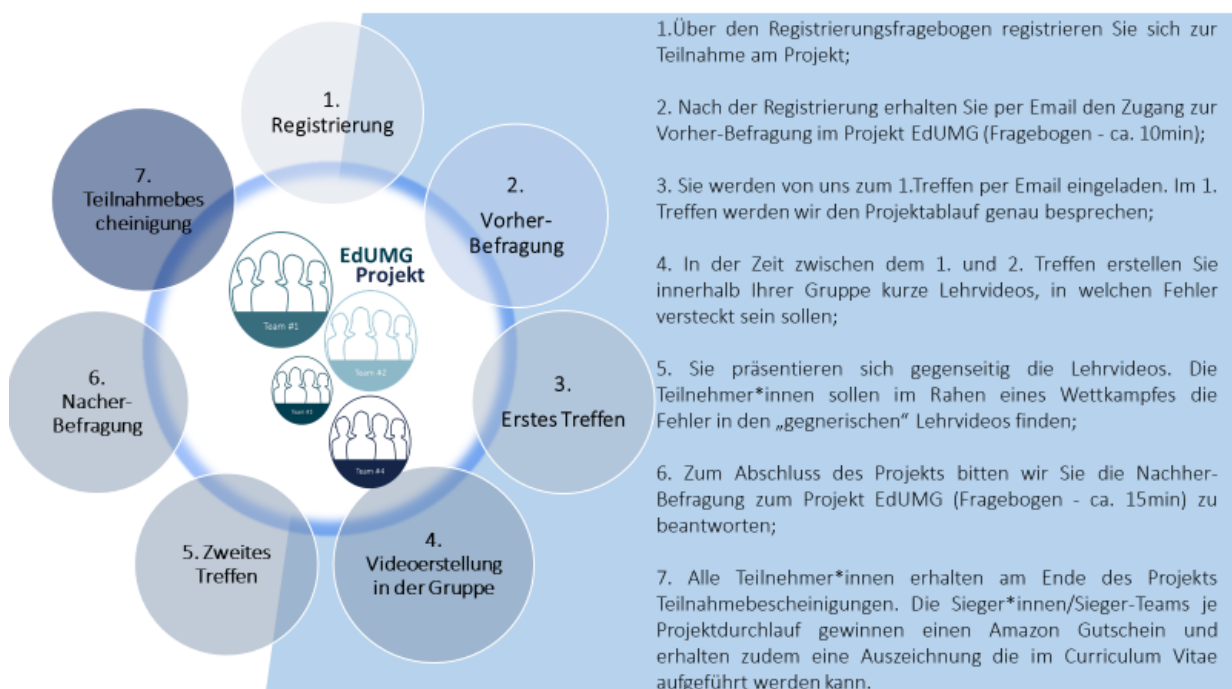 1.
Registrierung
2.
Vorher-
Befragung
3.
Erstes Treffen
4.
Videoerstellung
in der Gruppe
5. Zweites
Treffen
6.
Nacher-
Befragung
7.
Teilnahmebes
cheinigung
EdUMG
Projekt
Team #1
Team #2
Team #3
Team #4
1.Über den Registrierungsfragebogen registrieren Sie sich zur
Teilnahme am Projekt;
2. Nach der Registrierung erhalten Sie per Email den Zugang zur
Vorher-Befragung im Projekt EdUMG (Fragebogen - ca. 10min);
3. Sie werden von uns zum 1.Treffen per Email eingeladen. Im 1.
Treffen werden wir den Projektablauf genau besprechen;
4. In der Zeit zwischen dem 1. und 2. Treffen erstellen Sie
innerhalb Ihrer Gruppe kurze Lehrvideos, in welchen Fehler
versteckt sein sollen;
5. Sie präsentieren sich gegenseitig die Lehrvideos. Die
Teilnehmer*innen sollen im Rahen eines Wettkampfes die
Fehler in den „gegnerischen“ Lehrvideos finden;
6. Zum Abschluss des Projekts bitten wir Sie die Nachher-
Befragung zum Projekt EdUMG (Fragebogen - ca. 15min) zu
beantworten;
7. Alle Teilnehmer*innen erhalten am Ende des Projekts
Teilnahmebescheinigungen. Die Sieger*innen/Sieger-Teams je
Projektdurchlauf gewinnen einen Amazon Gutschein und
erhalten zudem eine Auszeichnung die im Curriculum Vitae
aufgeführt werden kann.